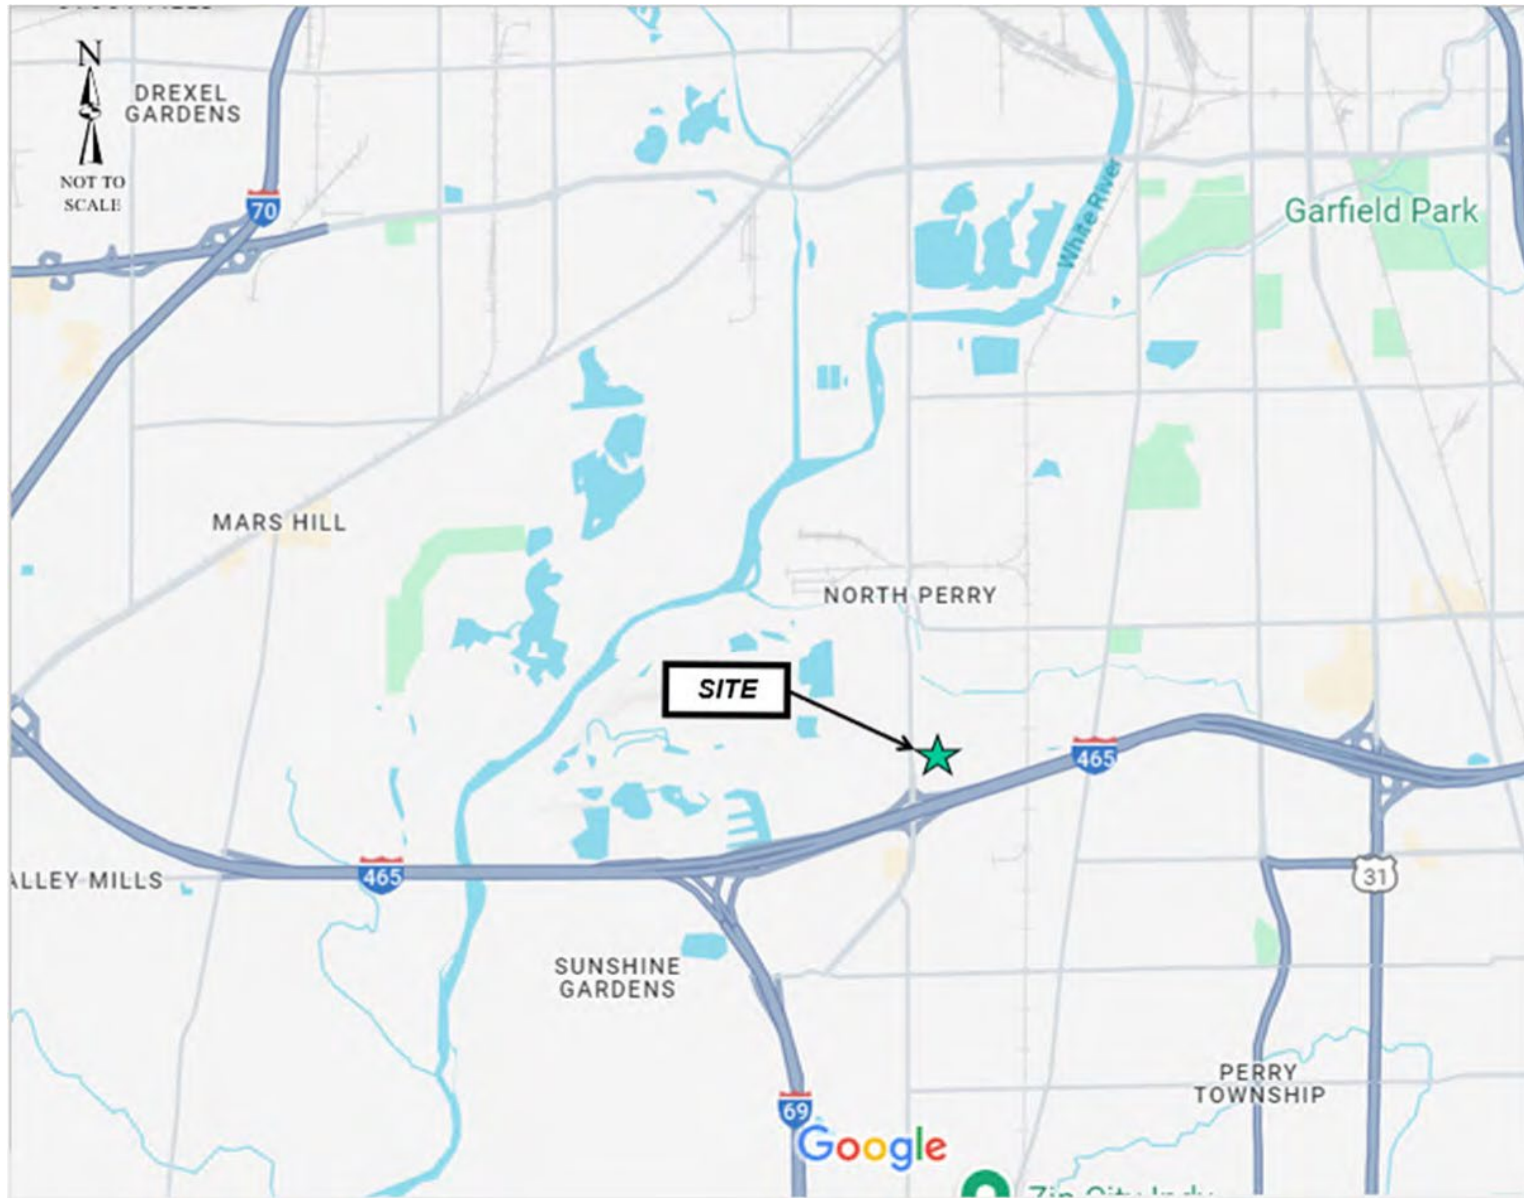 N
DREXEL
GARDENS
NOT TO
SCALE
70
White River
Garfield Park
MARS HILL
NORTH PERRY
SITE
465
465
ALLEY MILLS
31
SUNSHINE
GARDENS
PERRY
TOWNSHIP
69
Google